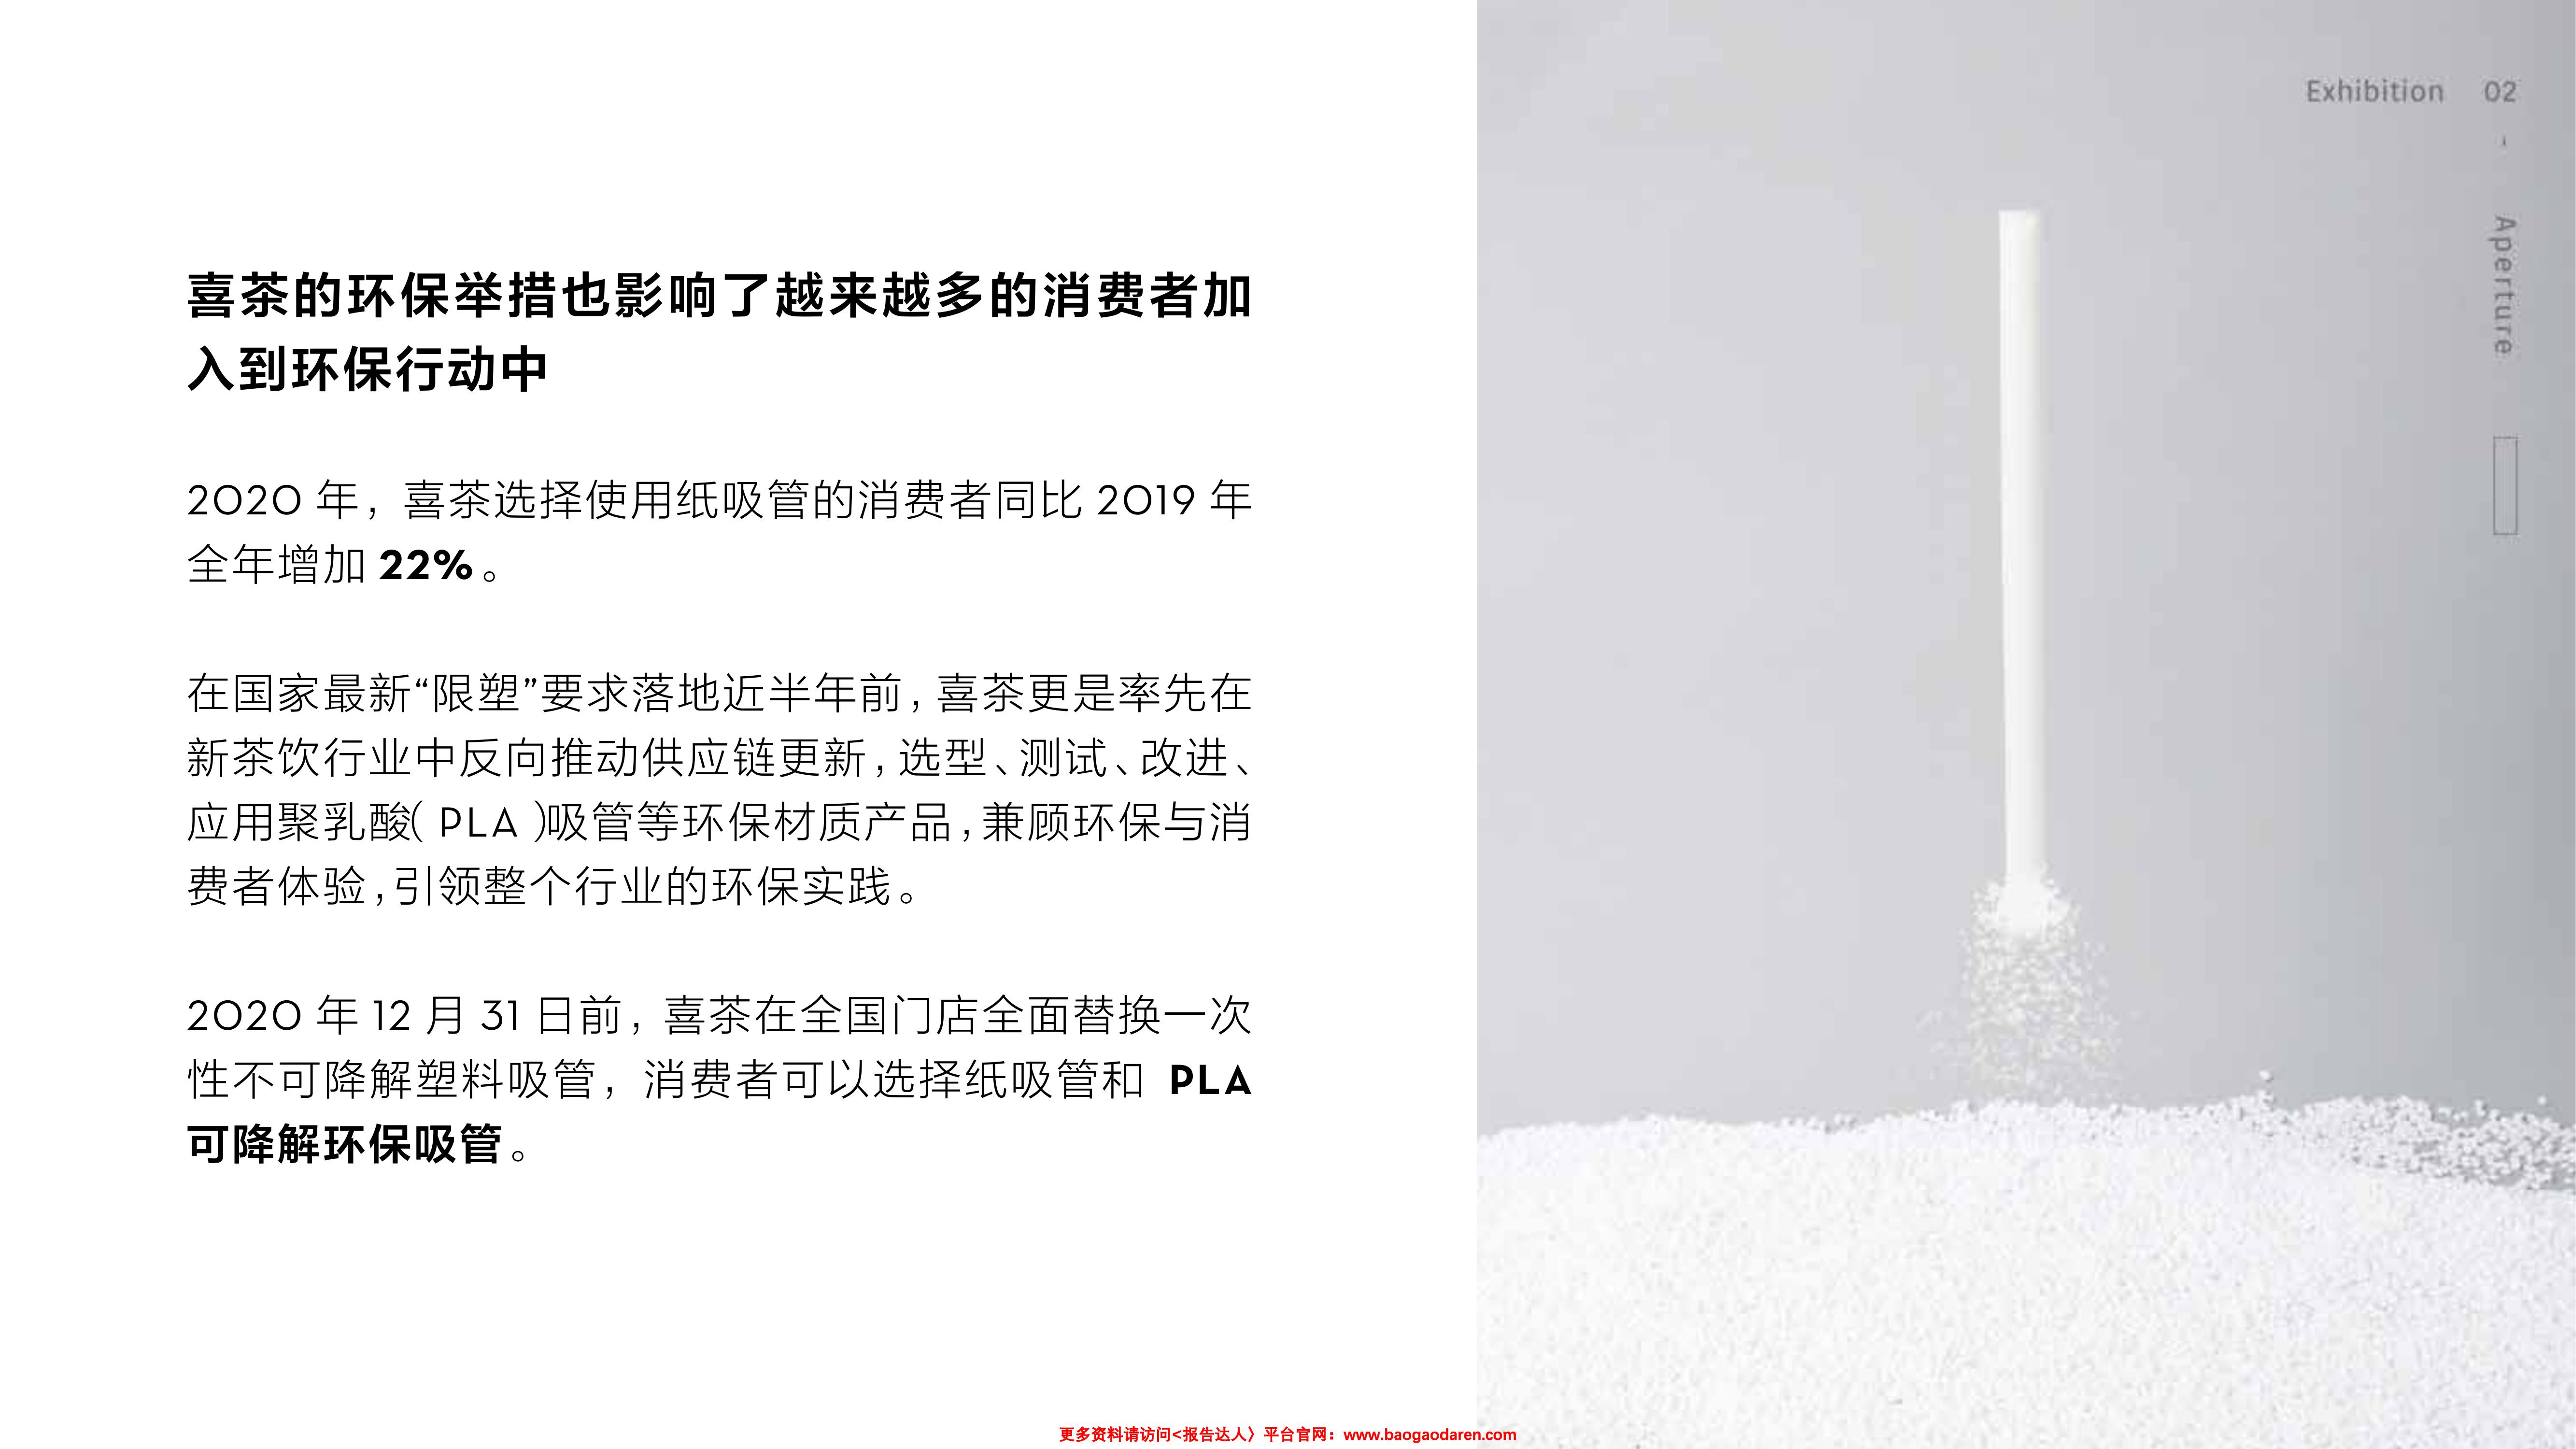 喜茶的环保举措也影响了越来越多的消费者加
入到环保行动中
2020 年，喜茶选择使用纸吸管的消费者同比 2019 年
全年增加 22%。
在国家最新“限塑”要求落地近半年前，喜茶更是率先在
新茶饮行业中反向推动供应链更新，选型、测试、改进、
应用聚乳酸( PLA )吸管等环保材质产品，兼顾环保与消
费者体验，引领整个行业的环保实践。
2020 年 12 月 31 日前，喜茶在全国门店全面替换一次
性不可降解塑料吸管，消费者可以选择纸吸管和 PLA
可降解环保吸管。
Exhibition 02
- Aperture
更多资料请访问<报告达人〉平台官网：www.baogaodaren.com